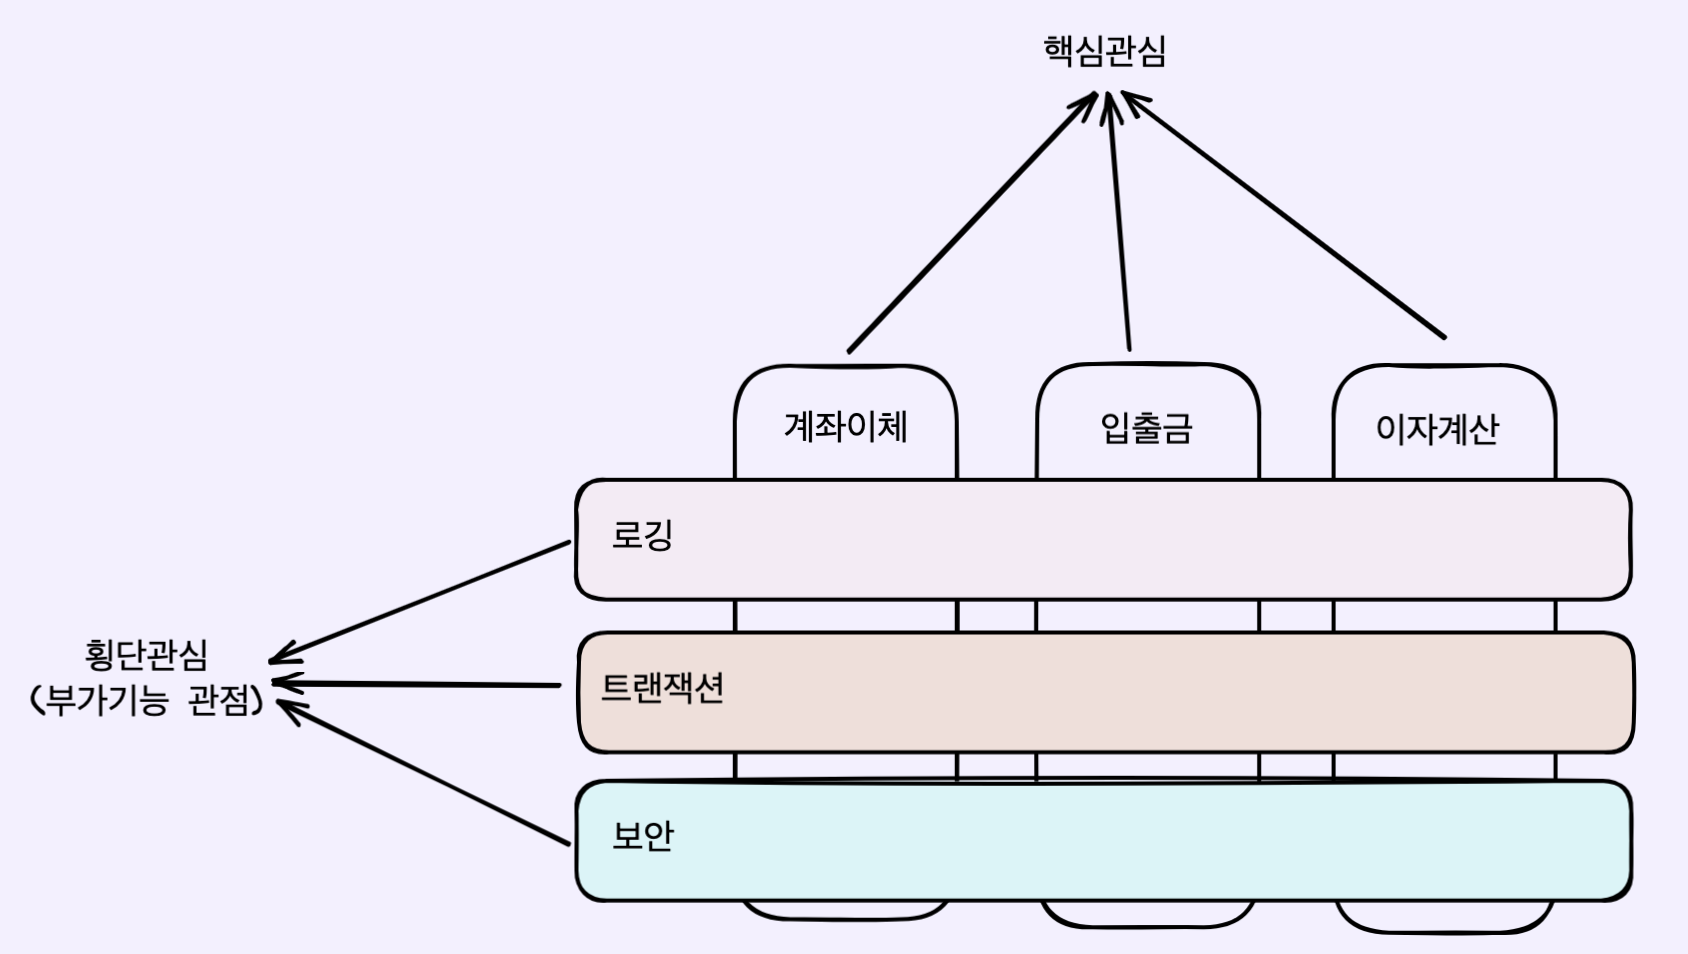 핵심관심
계좌이체
입출금
이자계산
로깅
횡단관심
(부가기능 관점)
트랜잭션
보안